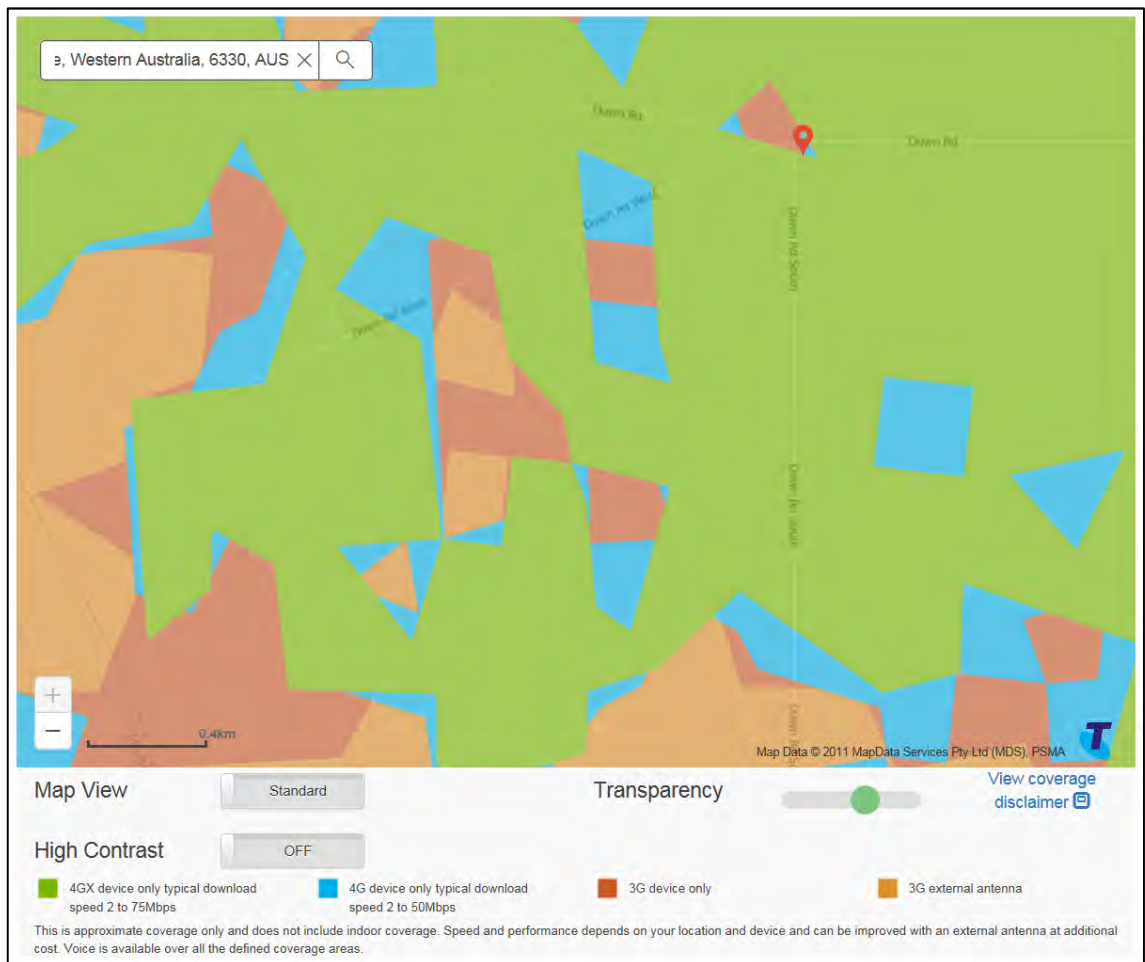 ɜ, Western Australia, 6330, AUS
Down Rd.
Down Rd.
Down Rd West
Down Rd South
Down Rd West
Down Rd South
Down
0.4km
Map Data © 2011 MapData Services Pty Ltd (MDS), PSMA
T
Map View
Standard
Transparency
View coverage
disclaimer
High Contrast
OFF
4GX device only typical download
speed 2 to 75Mbps
4G device only typical download
speed 2 to 50Mbps
3G device only
3G external antenna
This is approximate coverage only and does not include indoor coverage. Speed and performance depends on your location and device and can be improved with an external antenna at additional
cost. Voice is available over all the defined coverage areas.